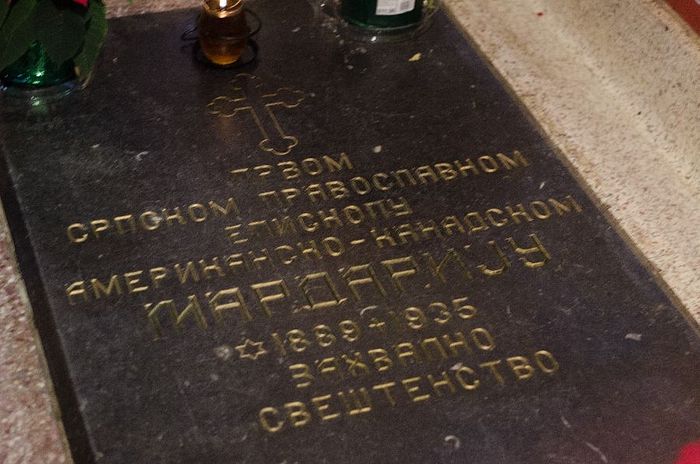 ПРВОМ
СРПСКОМ ПРАВОСЛАВНОМ
ЕПИСКОПУ
АМЕРИКАНСКО-КАНАДСКОМ
МАРДАРИЈУ
✡1889+1935
ЗАХВАЛНО
СВЕШТЕНСТВО